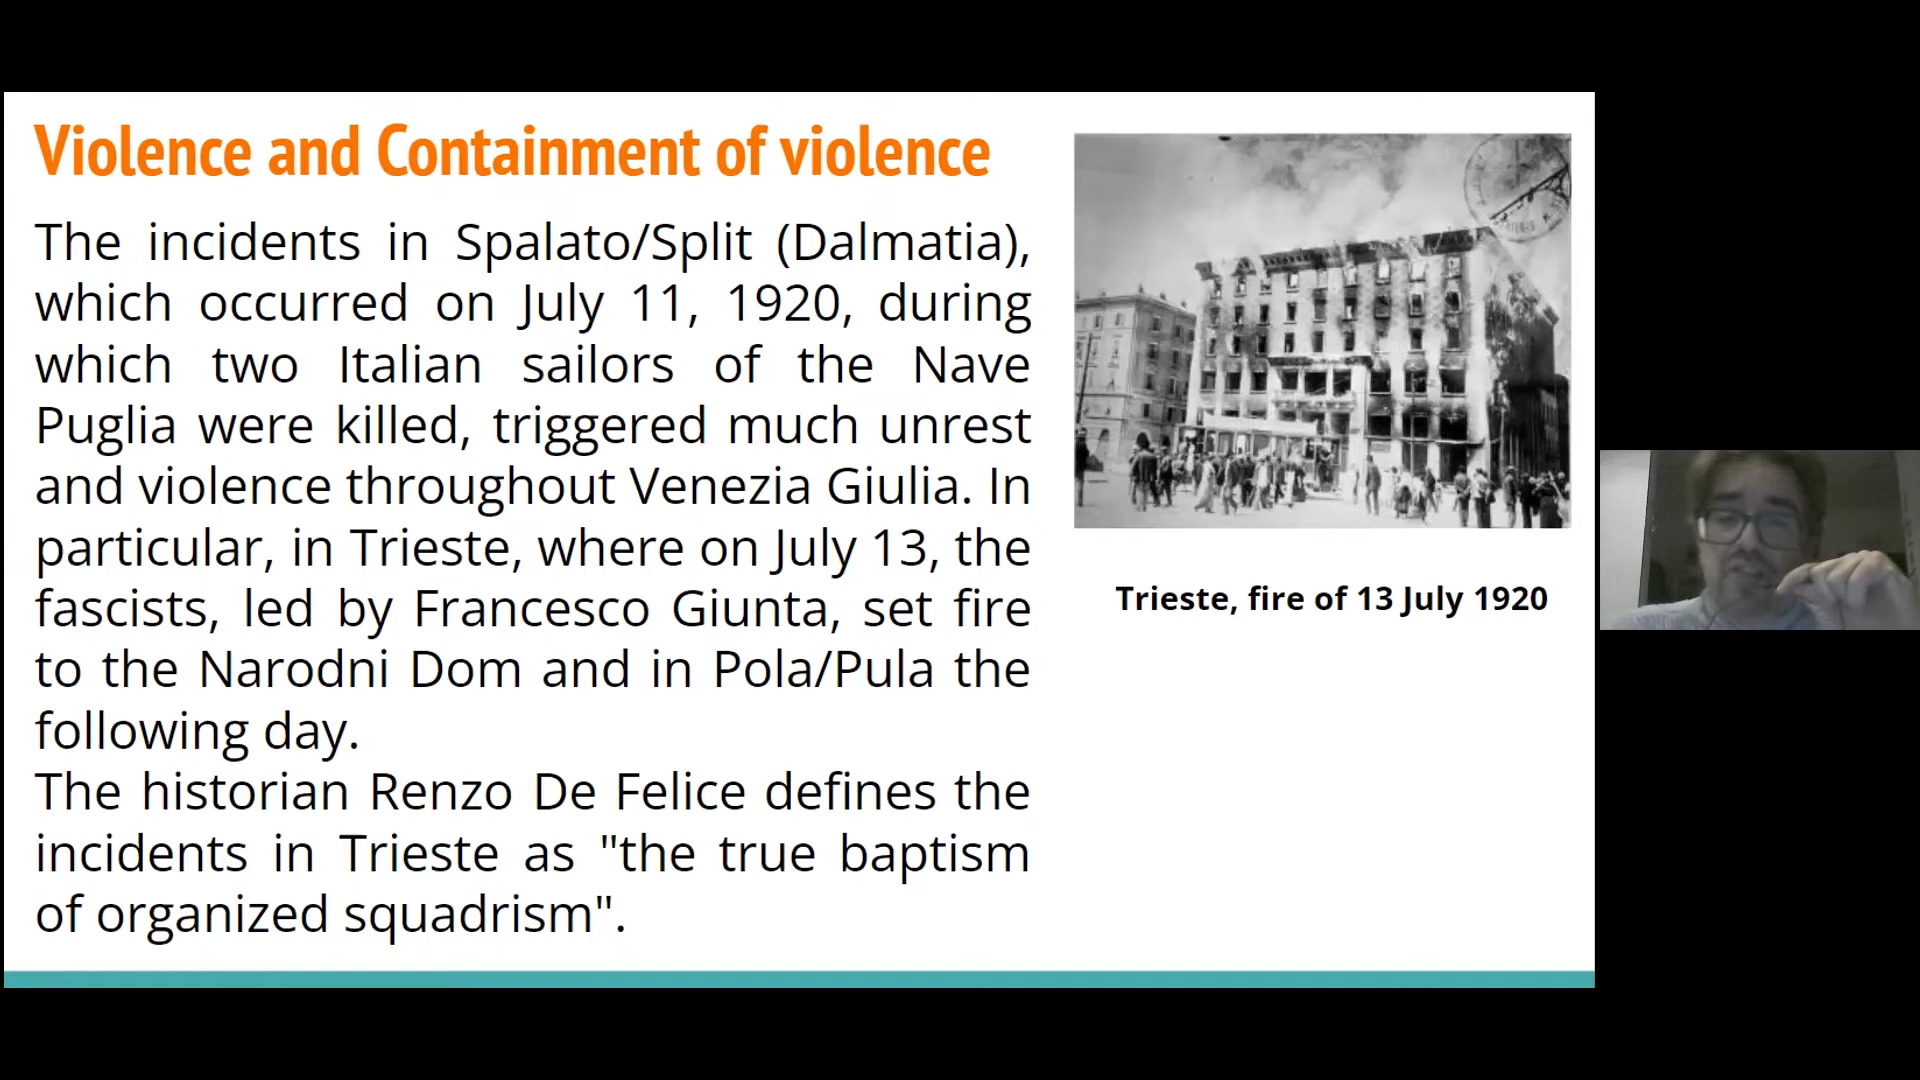 Violence and Containment of violence
The incidents in Spalato/Split (Dalmatia),
which occurred on July 11, 1920, during
which two Italian sailors of the Nave
Puglia were killed, triggered much unrest
and violence throughout Venezia Giulia. In
particular, in Trieste, where on July 13, the
fascists, led by Francesco Giunta, set fire
to the Narodni Dom and in Pola/Pula the
following day.
The historian Renzo De Felice defines the
incidents in Trieste as "the true baptism
of organized squadrism".
Trieste, fire of 13 July 1920